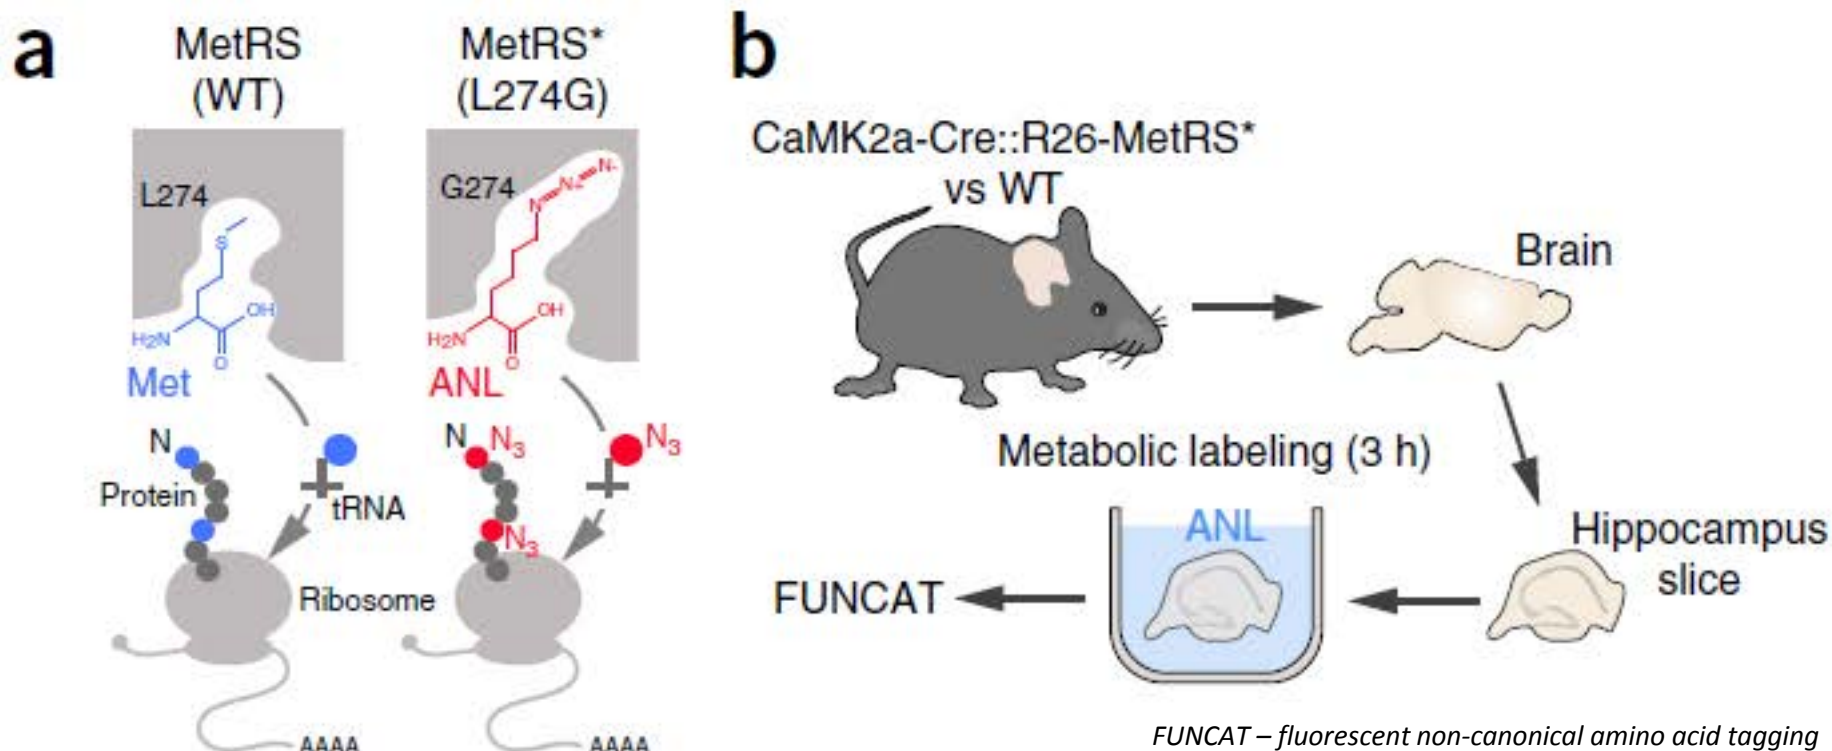 a
MetRS
(WT)
L274
S
OH
H2N
O
Met
N
Protein
tRNA
Ribosome
AAAA
MetRS*
(L274G)
G274
N=N+=N-
OH
H2N
O
ANL
N N3
N3
N3
AAAA
b
CaMK2a-Cre::R26-MetRS*
vs WT
Brain
Metabolic labeling (3 h)
ANL
Hippocampus
slice
FUNCAT
FUNCAT – fluorescent non-canonical amino acid tagging